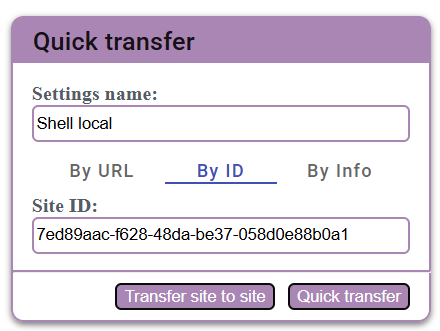 Quick transfer
Settings name:
Shell local
By URL By ID By Info
Site ID:
7ed89aac-f628-48da-be37-058d0e88b0a1
Transfer site to site Quick transfer